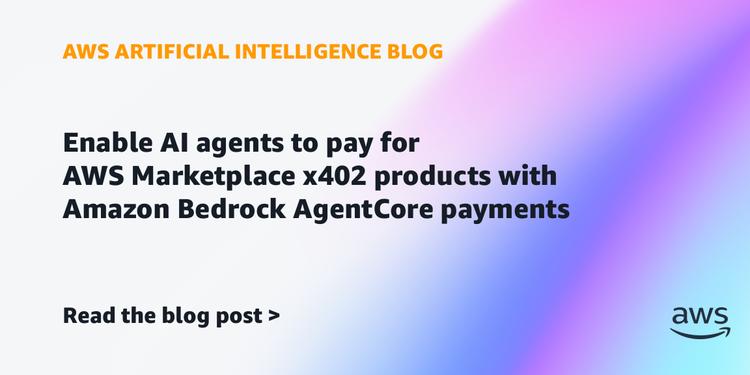 AWS ARTIFICIAL INTELLIGENCE BLOG
Enable AI agents to pay for
AWS Marketplace x402 products with
Amazon Bedrock AgentCore payments
Read the blog post >
aws